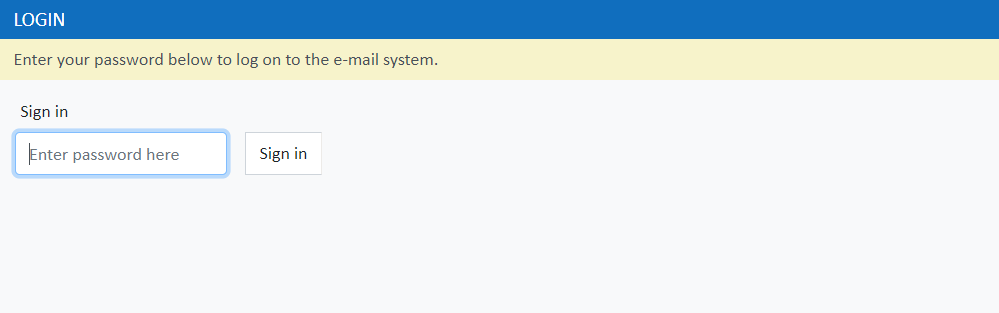 LOGIN
Enter your password below to log on to the e-mail system.
Sign in
Enter password here
Sign in